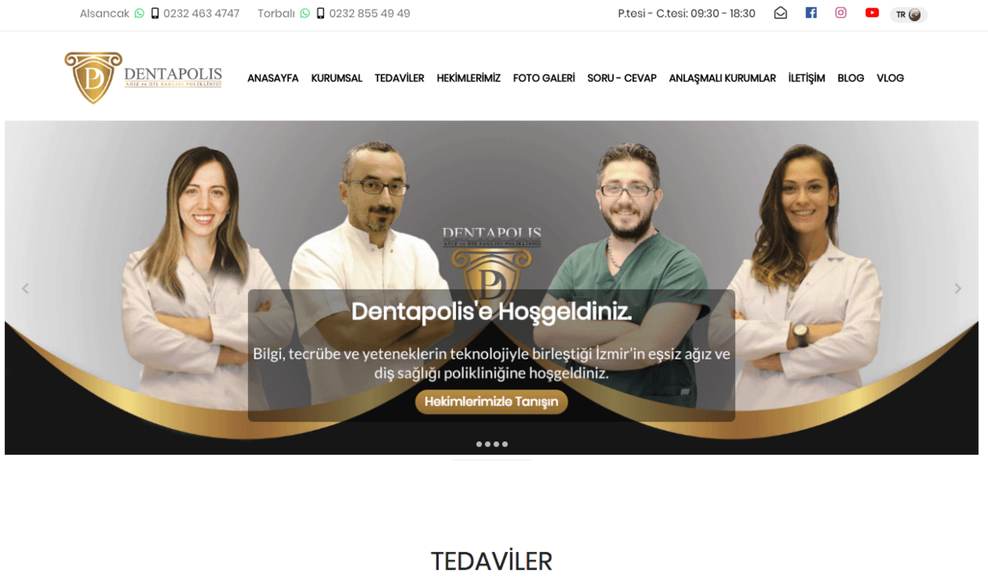 Alsancak 0232 463 4747 Torbalı 0232 855 49 49 P.tesi - C.tesi: 09:30 - 18:30 TR
DENTAPOLIS
AĞIZ ve DİŞ SAĞLIĞI POLİKLİNİĞİ
ANASAYFA KURUMSAL TEDAVİLER HEKİMLERİMİZ FOTO GALERİ SORU - CEVAP ANLAŞMALI KURUMLAR İLETİŞİM BLOG VLOG
DENTAPOLIS
AĞIZ ve DİŞ SAĞLIĞI POLİKLİNİĞİ
Dentapolis'e Hoşgeldiniz.
Bilgi, tecrübe ve yeteneklerin teknolojiyle birleştiği İzmir'in eşsiz ağız ve
diş sağlığı polikliniğine hoşgeldiniz.
Hekimlerimizle Tanışın
TEDAVİLER